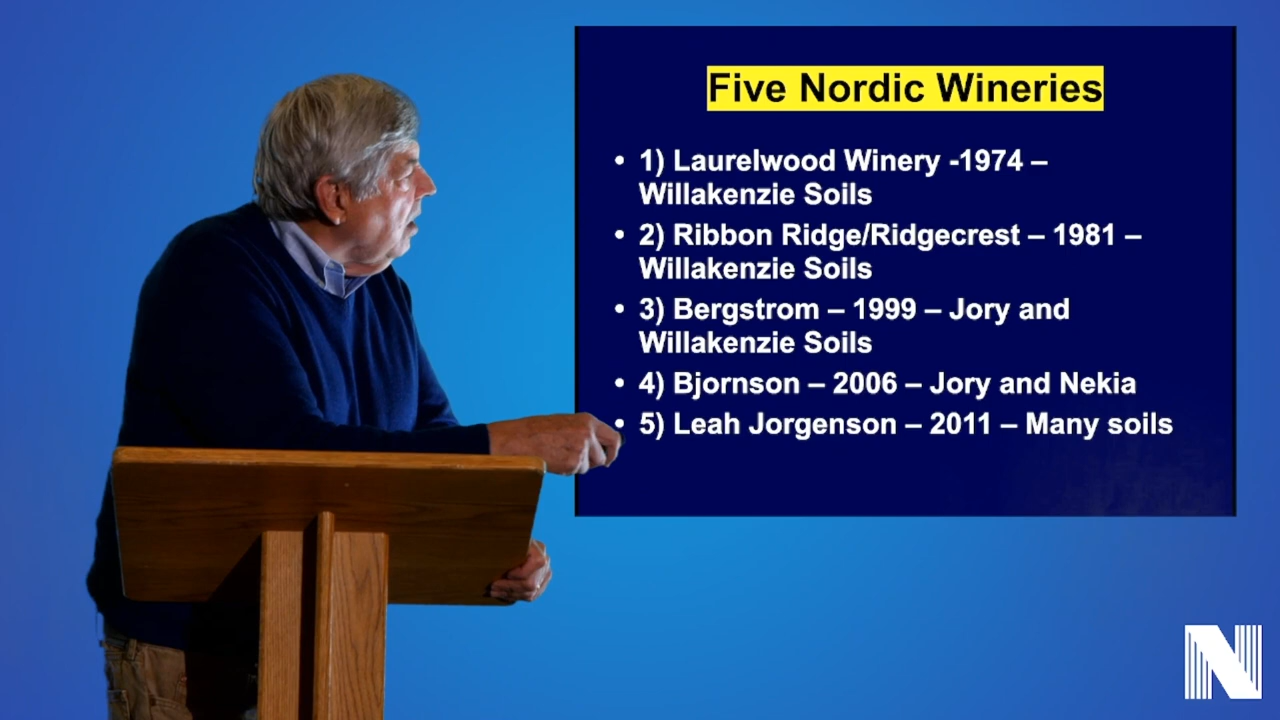 Five Nordic Wineries
• 1) Laurelwood Winery -1974 –
Willakenzie Soils
• 2) Ribbon Ridge/Ridgecrest – 1981 –
Willakenzie Soils
• 3) Bergstrom – 1999 – Jory and
Willakenzie Soils
• 4) Bjornson – 2006 – Jory and Nekia
• 5) Leah Jorgenson – 2011 – Many soils
N